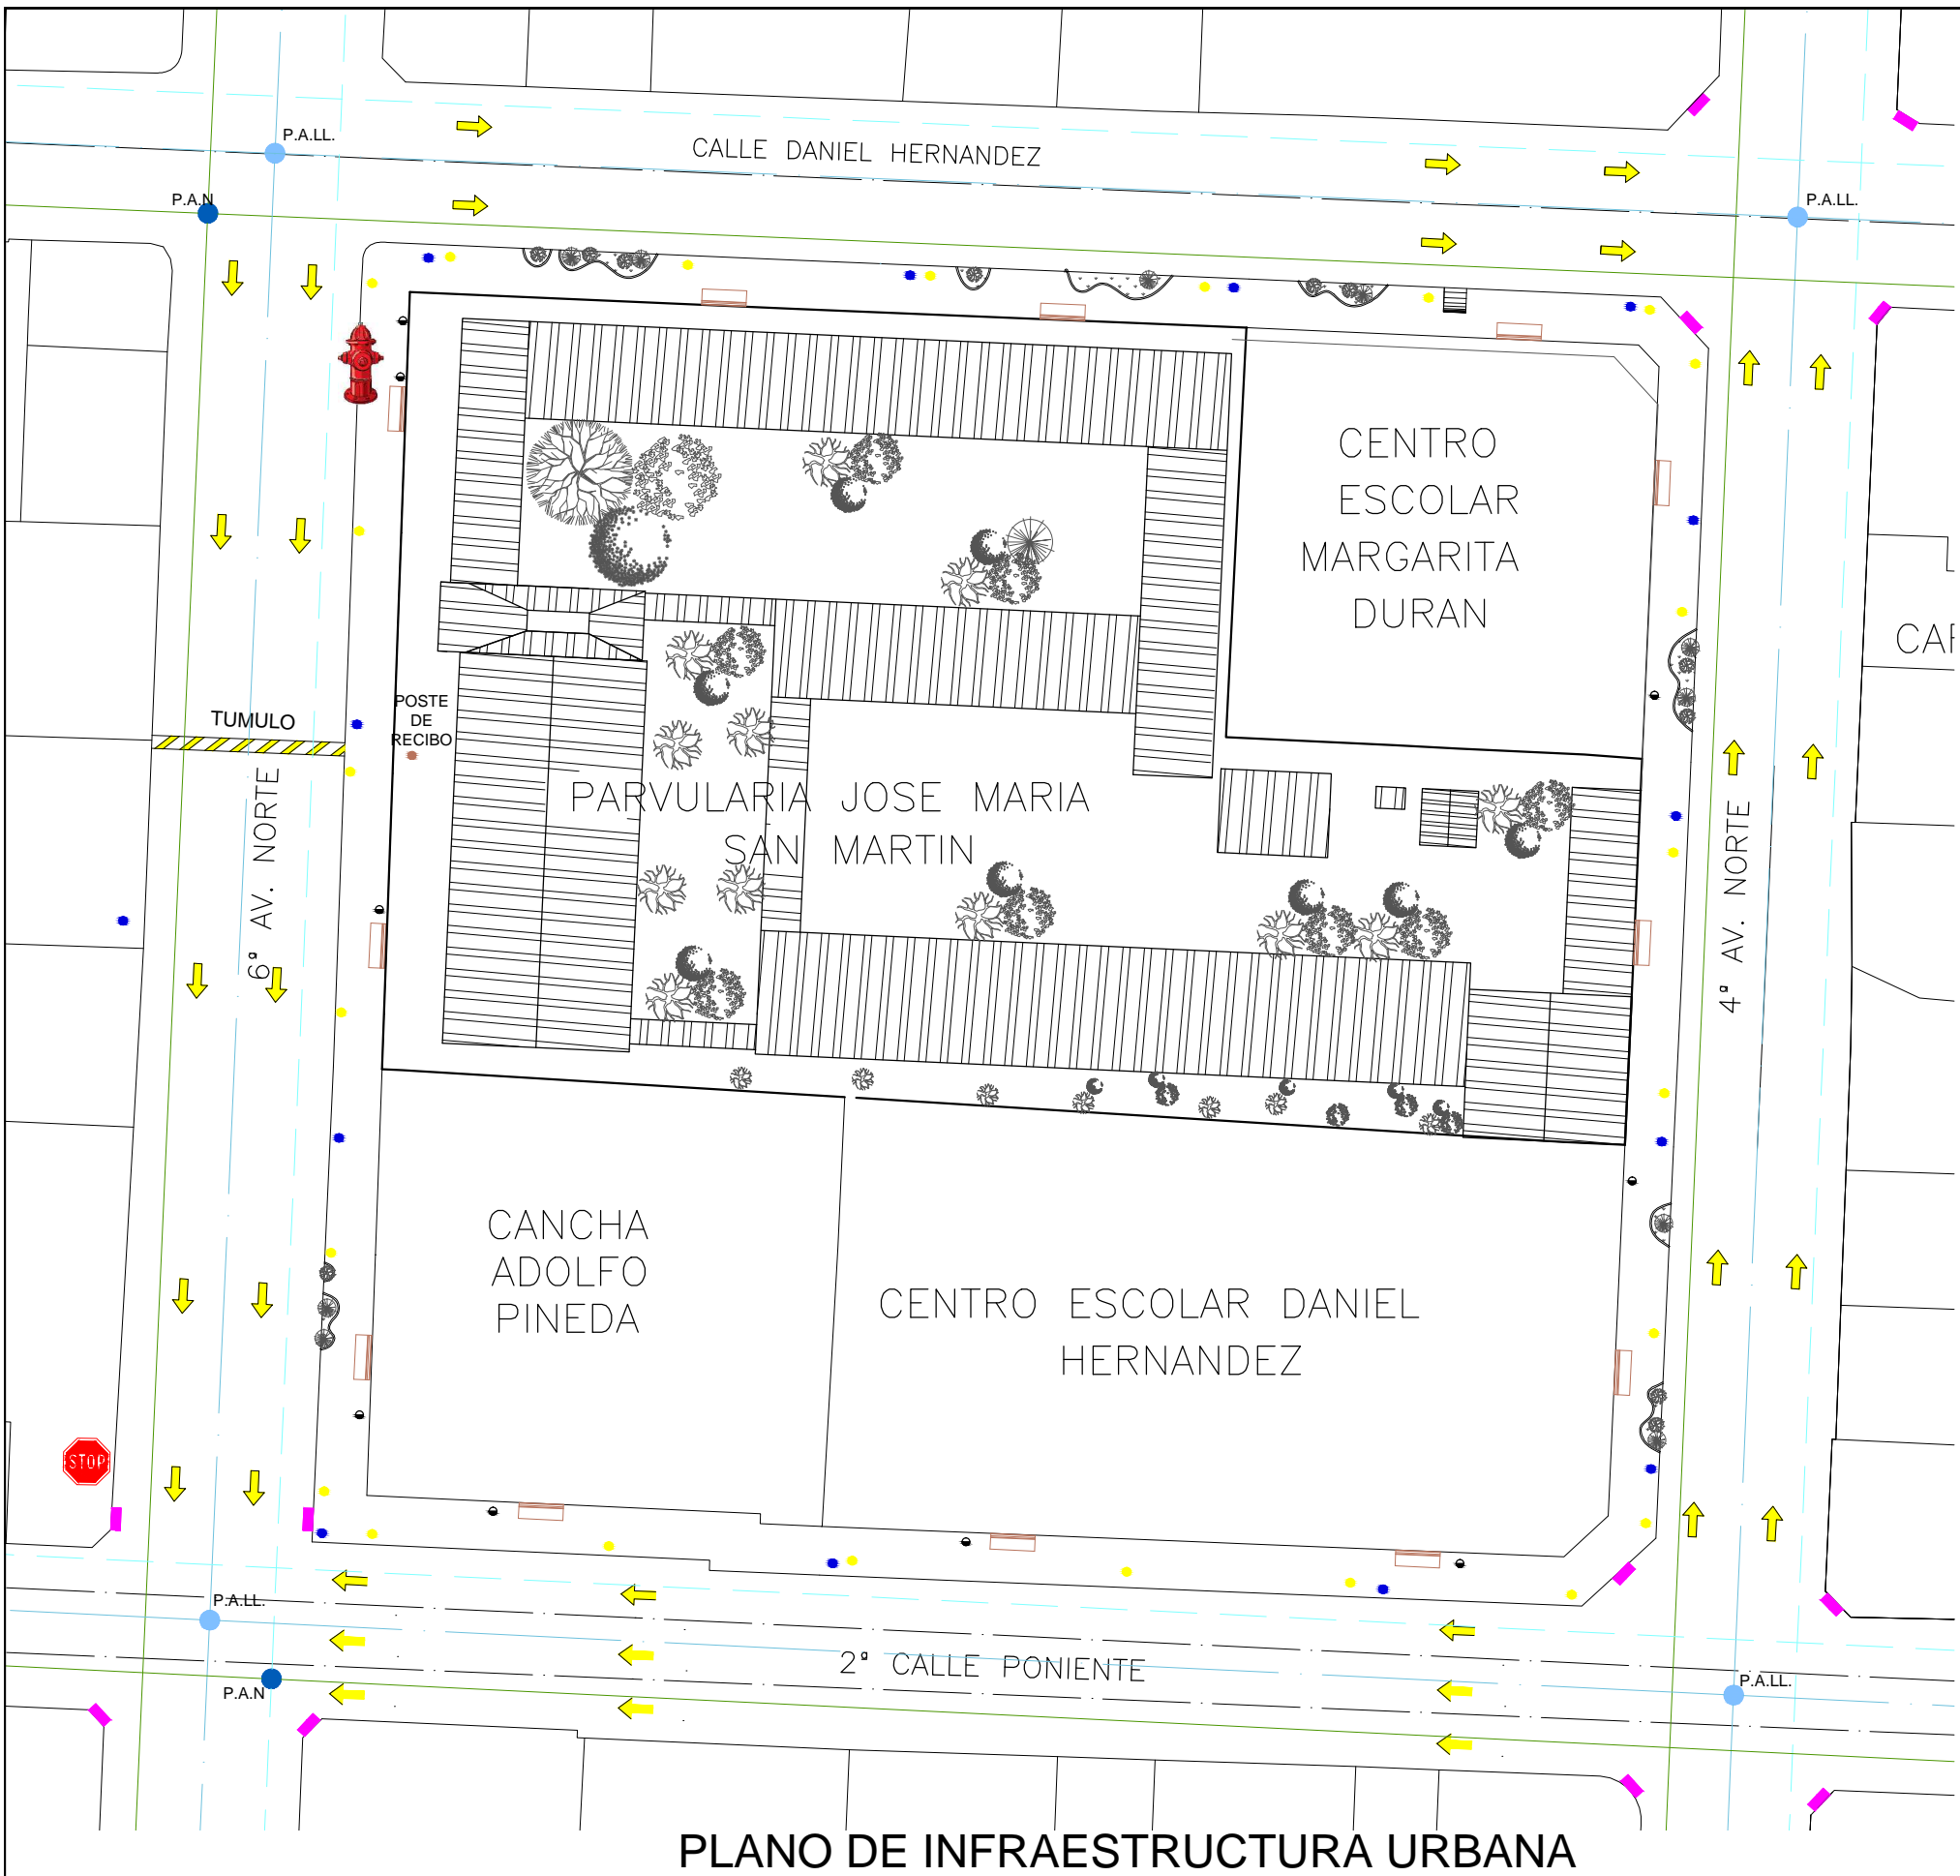 P.A.LL.
CALLE DANIEL HERNANDEZ
P.A.N
P.A.LL.
CENTRO
ESCOLAR
MARGARITA
DURAN
POSTE
DE
RECIBO
TUMULO
6ª AV. NORTE
PARVULARIA JOSE MARIA
SAN MARTIN
4ª AV. NORTE
CANCHA
ADOLFO
PINEDA
CENTRO ESCOLAR DANIEL
HERNANDEZ
STOP
P.A.LL.
2ª CALLE PONIENTE
P.A.N
P.A.LL.
PLANO DE INFRAESTRUCTURA URBANA